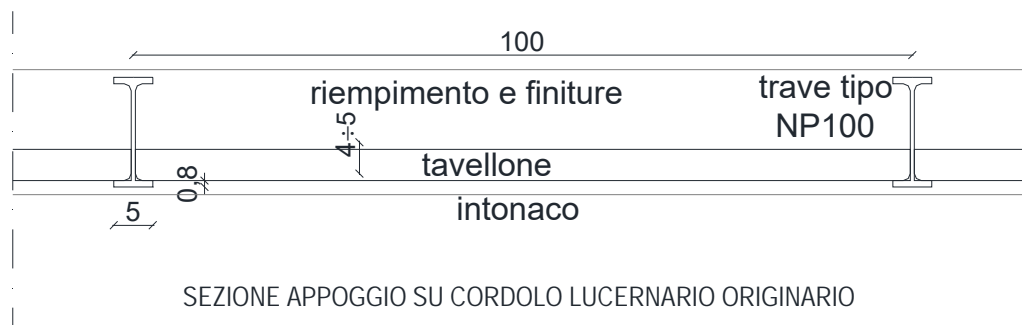 100
riempimento e finiture
trave tipo
NP100
4÷5
tavellone
0,8
5
intonaco
SEZIONE APPOGGIO SU CORDOLO LUCERNARIO ORIGINARIO